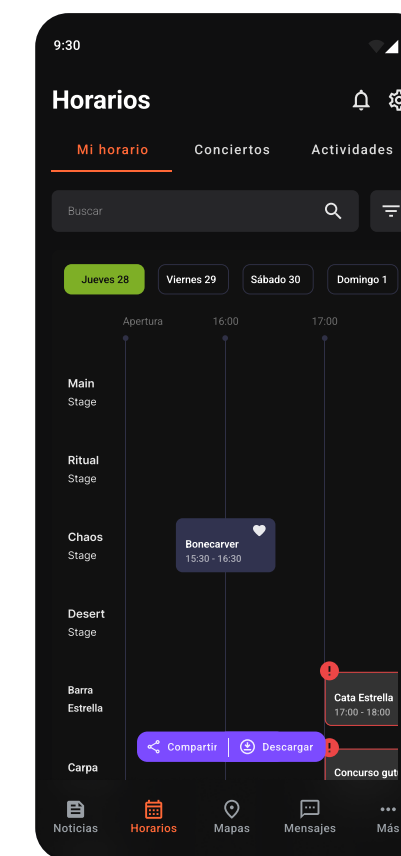 9:30
Horarios
Mi horario Conciertos Actividades
Buscar
Jueves 28 Viernes 29 Sábado 30 Domingo 1
Apertura 16:00 17:00
Main
Stage
Ritual
Stage
Chaos
Stage
Bonecarver
15:30 - 16:30
Desert
Stage
Barra
Estrella
Cata Estrella
17:00 - 18:00
Compartir Descargar
Carpa
Concurso gut
Noticias Horarios Mapas Mensajes Más